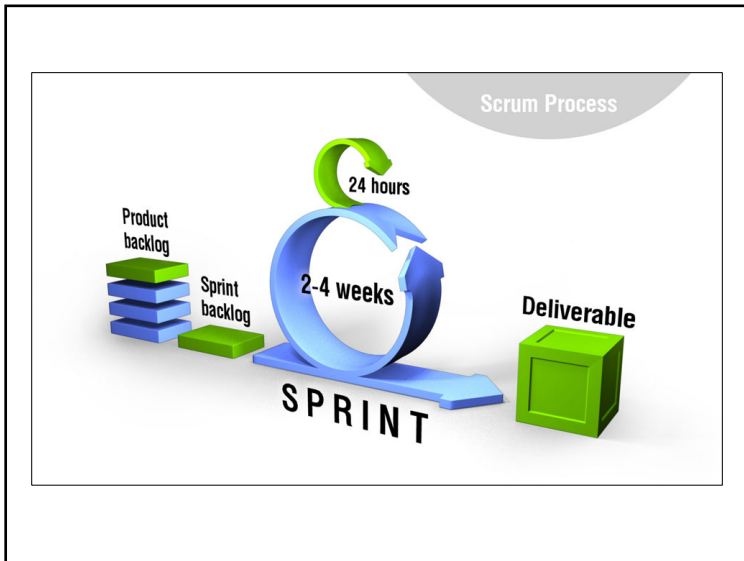 Scrum Process
24 hours
Product
backlog
Sprint
backlog
2-4 weeks
Deliverable
SPRINT